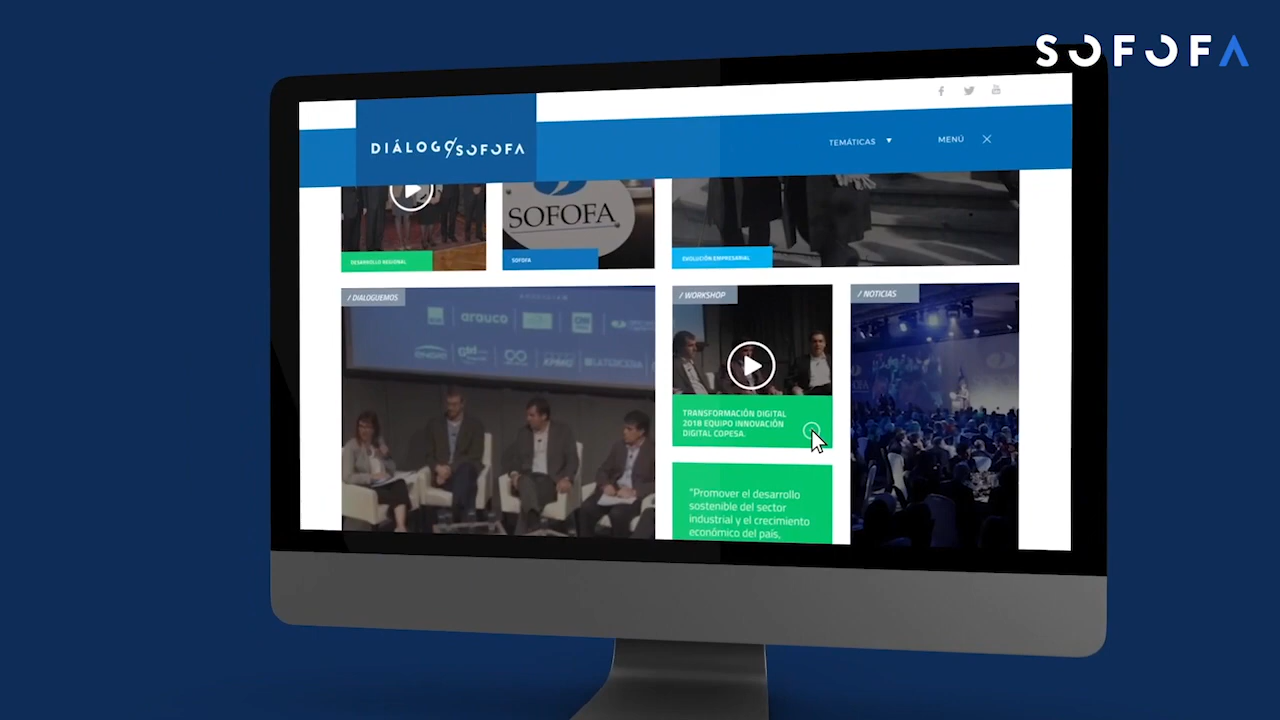 SOFOFA
DIÁLOGO/SOFOFA
TEMÁTICAS ▼
MENÚ
SOFOFA
DESARROLLO REGIONAL
SOFOFA
EVOLUCIÓN EMPRESARIAL
/ DIALOGUEMOS
/ WORKSHOP
/ NOTICIAS
arauco
TRANSFORMACIÓN DIGITAL
2018 EQUIPO INNOVACIÓN
DIGITAL COPESA.
"Promover el desarrollo
sostenible del sector
industrial y el crecimiento
económico del país,